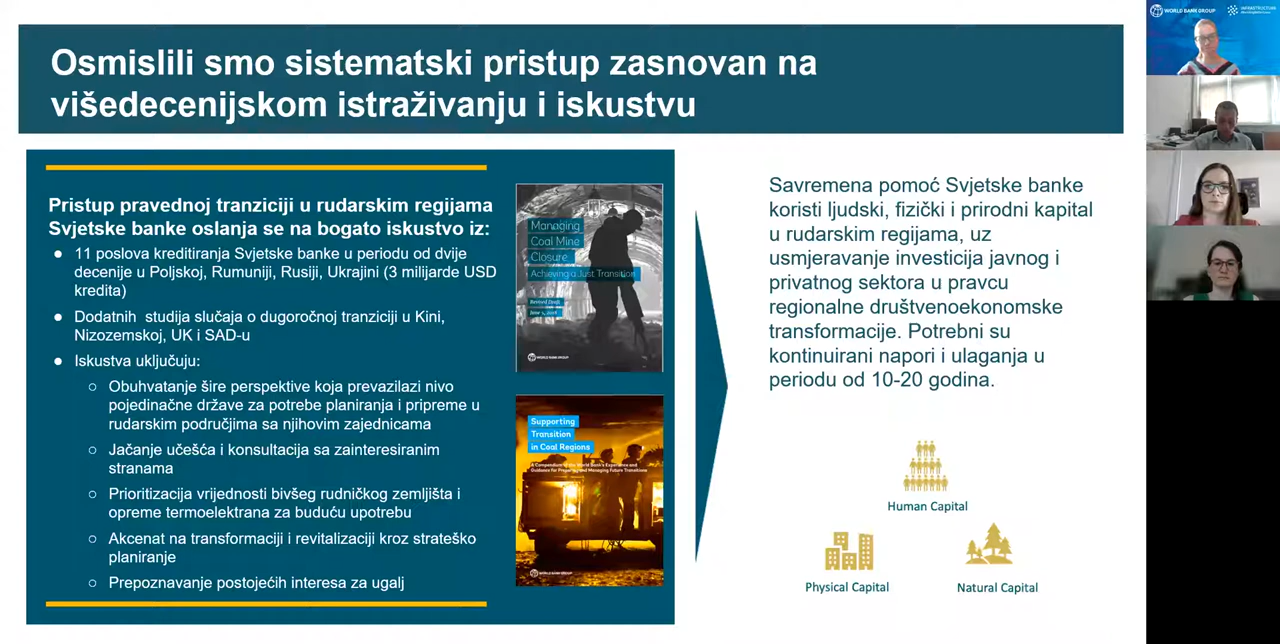 Osmislili smo sistematski pristup zasnovan na
višedecenijskom istraživanju i iskustvu
Pristup pravednoj tranziciji u rudarskim regijama
Svjetske banke oslanja se na bogato iskustvo iz:
● 11 poslova kreditiranja Svjetske banke u periodu od dvije
decenije u Poljskoj, Rumuniji, Rusiji, Ukrajini (3 milijarde USD
kredita)
● Dodatnih studija slučaja o dugoročnoj tranziciji u Kini,
Nizozemskoj, UK i SAD-u
● Iskustva uključuju:
○ Obuhvatanje šire perspektive koja prevazilazi nivo
pojedinačne države za potrebe planiranja i pripreme u
rudarskim područjima sa njihovim zajednicama
○ Jačanje učešća i konsultacija sa zainteresiranim
stranama
○ Prioritizacija vrijednosti bivšeg rudničkog zemljišta i
opreme termoelektrana za buduću upotrebu
○ Akcenat na transformaciji i revitalizaciji kroz strateško
planiranje
○ Prepoznavanje postojećih interesa za ugalj
Managing
Coal Mine
Closure
Achieving a Just Transition
Revised Draft
June
WORLD BANK GROUP
Supporting
Transition
in Coal Regions
A Compendium of the World Bank's Experience and
Guidance for Preparing and Managing Future Transitions
WORLD BANK GROUP
Savremena pomoć Svjetske banke
koristi ljudski, fizički i prirodni kapital
u rudarskim regijama, uz
usmjeravanje investicija javnog i
privatnog sektora u pravcu
regionalne društvenoekonomske
transformacije. Potrebni su
kontinuirani napori i ulaganja u
periodu od 10-20 godina.
Human Capital
Physical Capital
Natural Capital
WORLD BANK GROUP